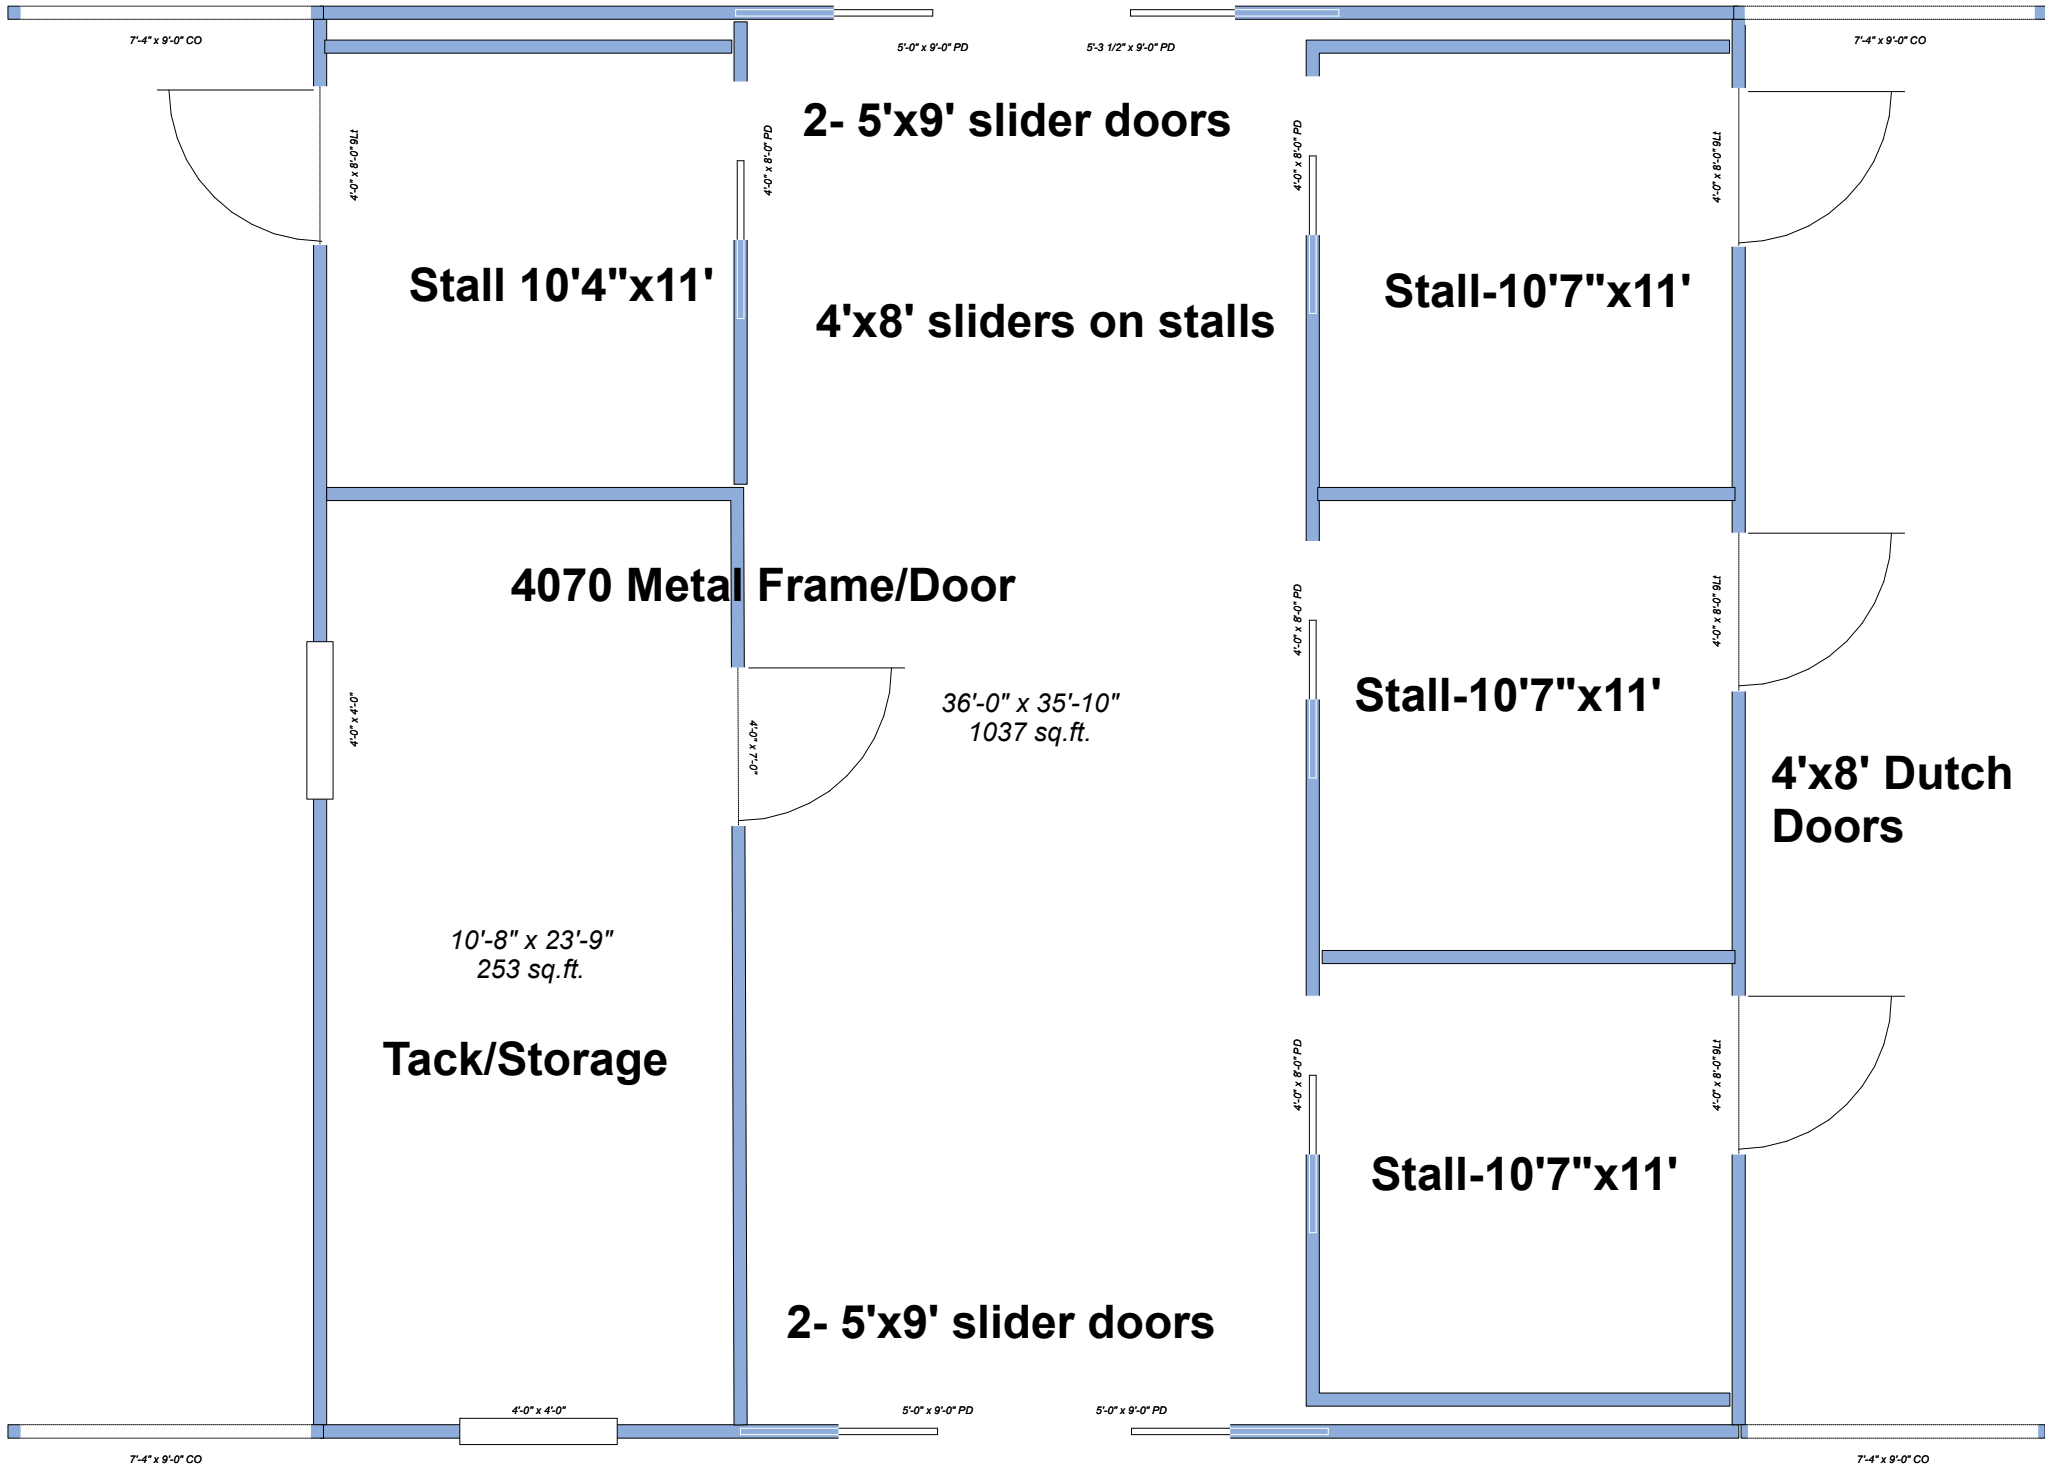 7'-4" x 9'-0" CO
5'-0" x 9'-0" PD
5'-3 1/2" x 9'-0" PD
7'-4" x 9'-0" CO
2- 5'x9' slider doors
4'-0" x 8'-0" 9Lt
4'-0" x 8'-0" PD
4'-0" x 8'-0" PD
4'-0" x 8'-0" 9Lt
Stall 10'4"x11'
Stall-10'7"x11'
4'x8' sliders on stalls
4070 Metal Frame/Door
4'-0" x 8'-0" PD
4'-0" x 8'-0" 9Lt
36'-0" x 35'-10"
1037 sq.ft.
Stall-10'7"x11'
4'-0" x 4'-0"
4'-0" x 7'-0"
4'x8' Dutch
Doors
10'-8" x 23'-9"
253 sq.ft.
Tack/Storage
4'-0" x 8'-0" PD
4'-0" x 8'-0" 9Lt
Stall-10'7"x11'
2- 5'x9' slider doors
4'-0" x 4'-0"
5'-0" x 9'-0" PD
5'-0" x 9'-0" PD
7'-4" x 9'-0" CO
7'-4" x 9'-0" CO